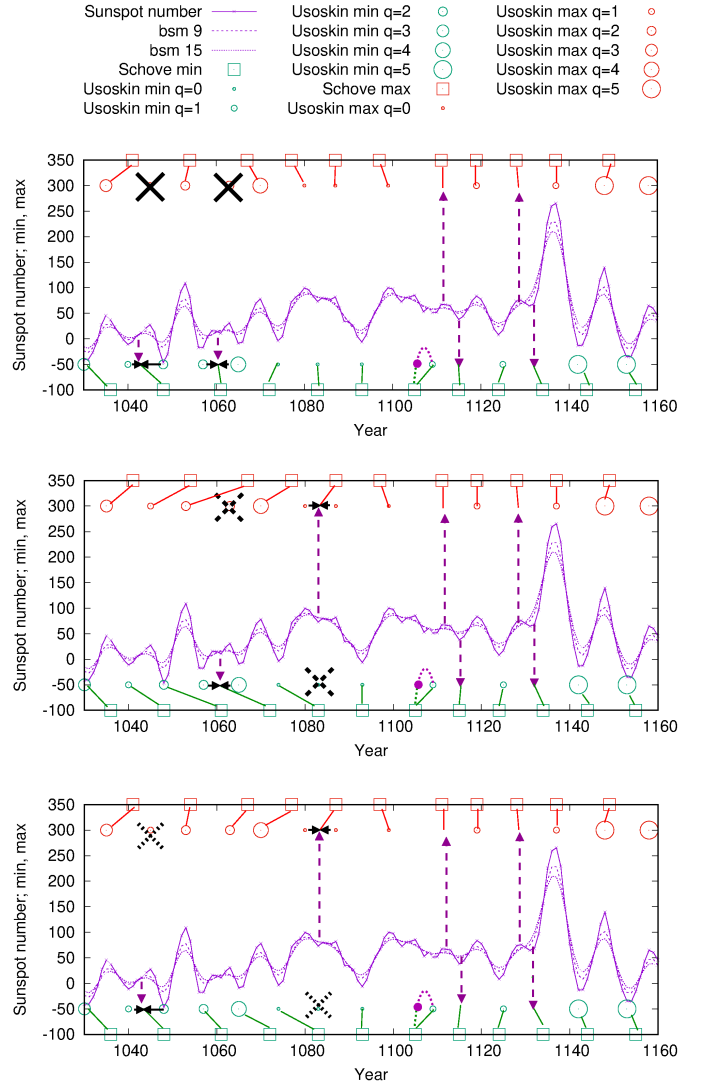 Sunspot number Usoskin min q=2 Usoskin max q=1
bsm 9 Usoskin min q=3 Usoskin max q=2
bsm 15 Usoskin min q=4 Usoskin max q=3
Schove min Usoskin min q=5 Usoskin max q=4
Usoskin min q=0 Schove max Usoskin max q=5
Usoskin min q=1 Usoskin max q=0
Sunspot number; min, max
350
300
250
200
150
100
50
0
-50
-100
1040 1060 1080 1100 1120 1140 1160
Year
Sunspot number; min, max
350
300
250
200
150
100
50
0
-50
-100
1040 1060 1080 1100 1120 1140 1160
Year
Sunspot number; min, max
350
300
250
200
150
100
50
0
-50
-100
1040 1060 1080 1100 1120 1140 1160
Year